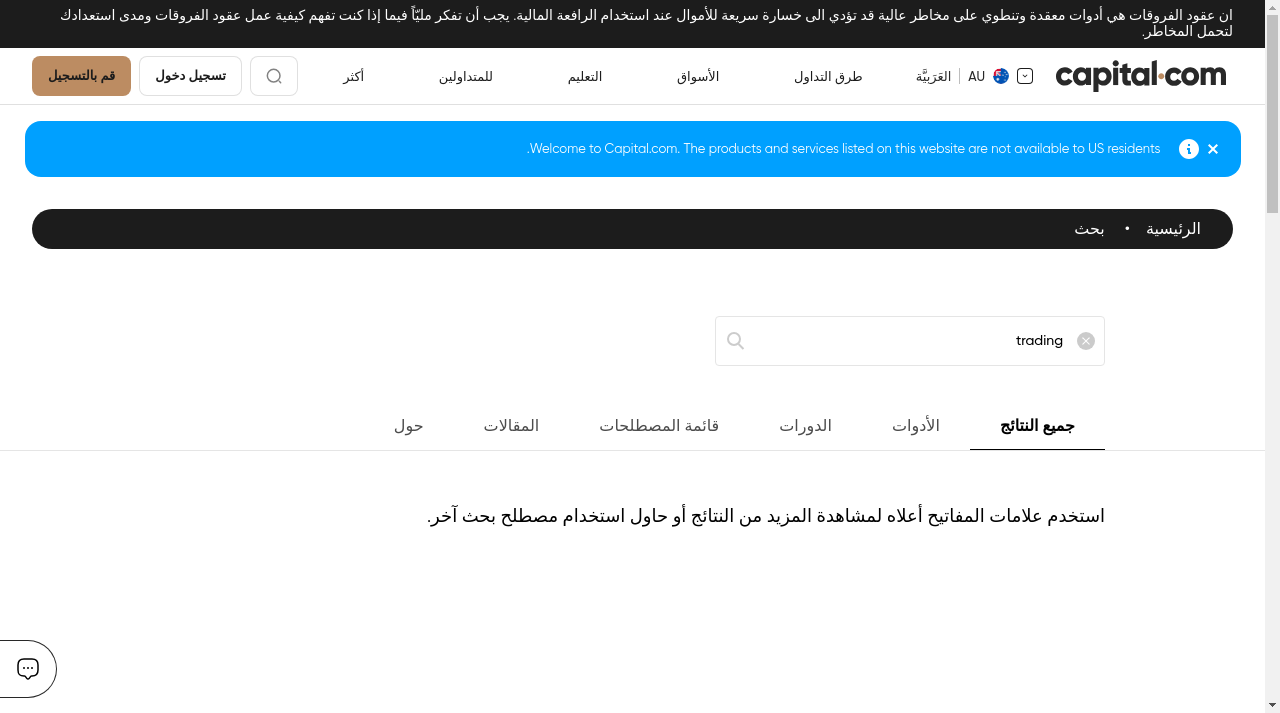 ان عقود الفروقات هي أدوات معقدة وتنطوي على مخاطر عالية قد تؤدي الى خسارة سريعة للأموال عند استخدام الرافعة المالية. يجب أن تفكر مليّاً فيما إذا كنت تفهم كيفية عمل عقود الفروقات ومدى استعدادك
لتحمل المخاطر.
capital.com
العَرَبيَّة
AU
طرق التداول
الأسواق
التعليم
للمتداولين
أكثر
تسجيل دخول
قم بالتسجيل
Welcome to Capital.com. The products and services listed on this website are not available to US residents.
الرئيسية • بحث
trading
جميع النتائج
الأدوات
الدورات
قائمة المصطلحات
المقالات
حول
استخدم علامات المفاتيح أعلاه لمشاهدة المزيد من النتائج أو حاول استخدام مصطلح بحث آخر.